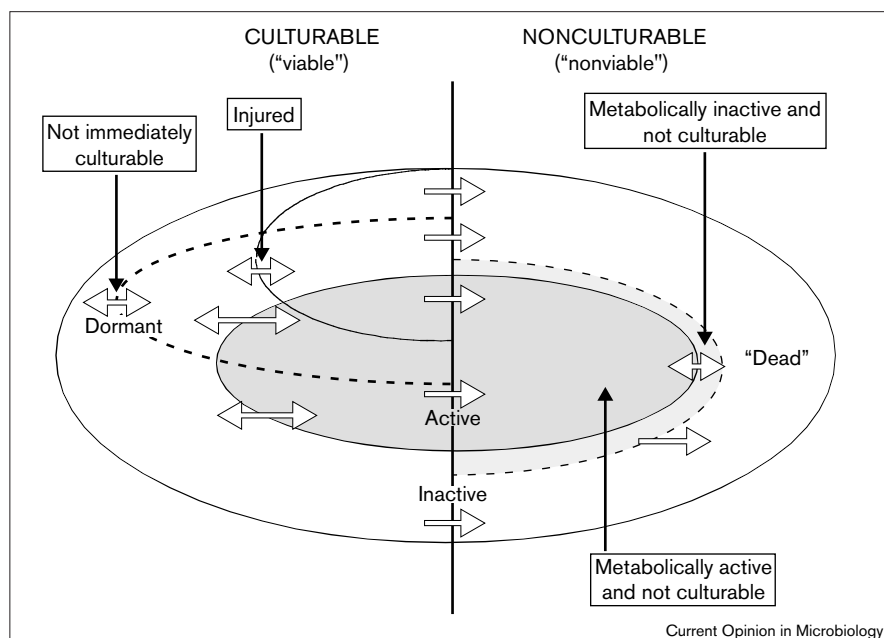 CULTURABLE
(“viable”)
NONCULTURABLE
(“nonviable”)
Not immediately
culturable
Injured
Metabolically inactive and
not culturable
Dormant
“Dead”
Active
Inactive
Metabolically active
and not culturable
Current Opinion in Microbiology